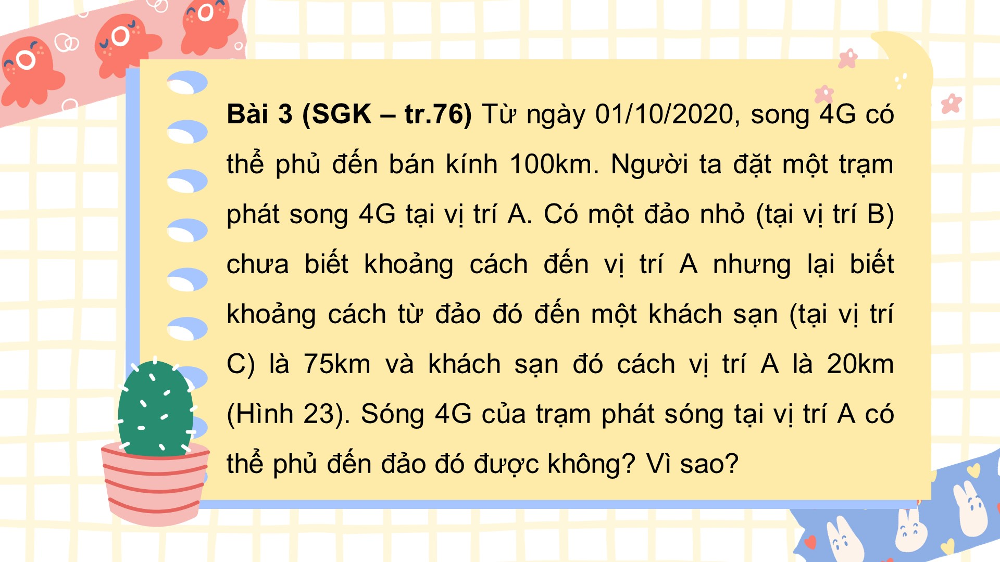 Bài 3 (SGK – tr.76) Từ ngày 01/10/2020, song 4G có
thể phủ đến bán kính 100km. Người ta đặt một trạm
phát song 4G tại vị trí A. Có một đảo nhỏ (tại vị trí B)
chưa biết khoảng cách đến vị trí A nhưng lại biết
khoảng cách từ đảo đó đến một khách sạn (tại vị trí
C) là 75km và khách sạn đó cách vị trí A là 20km
(Hình 23). Sóng 4G của trạm phát sóng tại vị trí A có
thể phủ đến đảo đó được không? Vì sao?